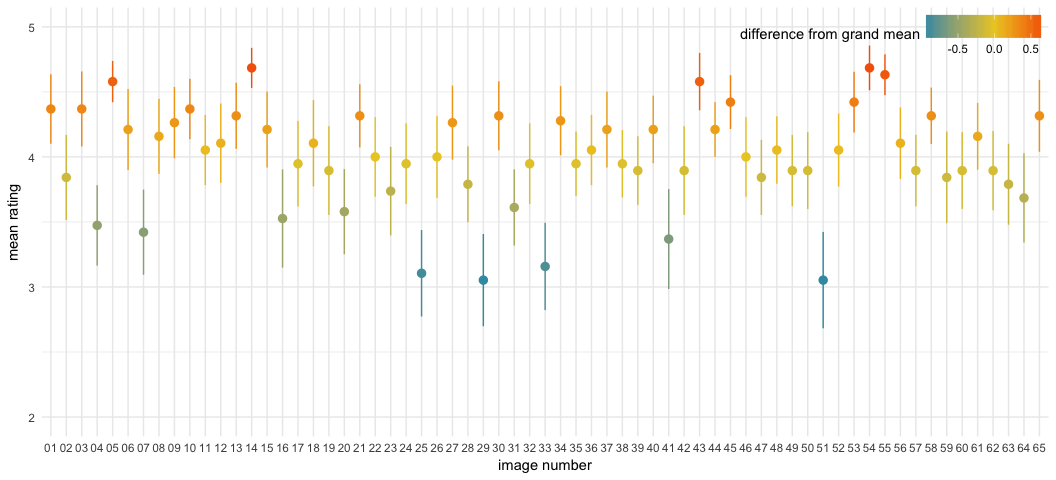 difference from grand mean
-0.5 0.0 0.5
mean rating
5
4
3
2
01 02 03 04 05 06 07 08 09 10 11 12 13 14 15 16 17 18 19 20 21 22 23 24 25 26 27 28 29 30 31 32 33 34 35 36 37 38 39 40 41 42 43 44 45 46 47 48 49 50 51 52 53 54 55 56 57 58 59 60 61 62 63 64 65
image number